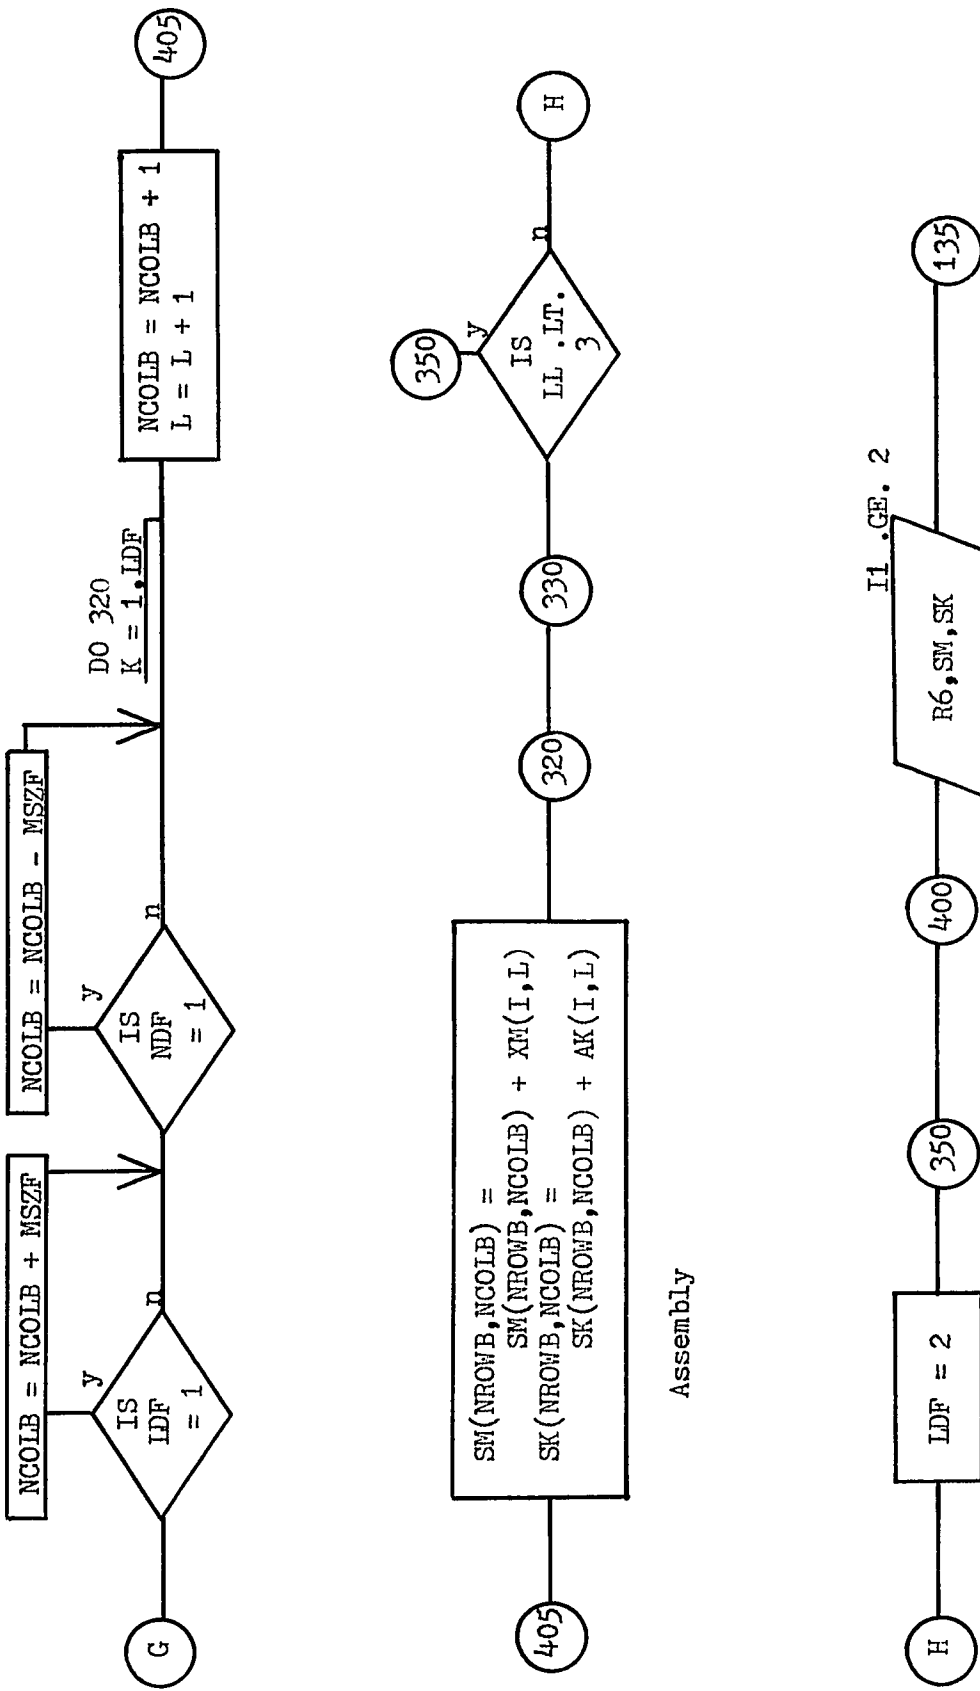 G
IS
LDF
= 1
y
n
NCOLB = NCOLB + MSZF
IS
NDF
= 1
y
n
NCOLB = NCOLB - MSZF
DO 320
K = 1,LDF
NCOLB = NCOLB + 1
L = L + 1
405
405
SM(NROWB,NCOLB) =
SM(NROWB,NCOLB) + XM(I,L)
SK(NROWB,NCOLB) =
SK(NROWB,NCOLB) + AK(I,L)
Assembly
320
330
IS
LL .LT.
3
y
350
n
H
H
LDF = 2
350
400
R6,SM,SK
I1 .GE. 2
135